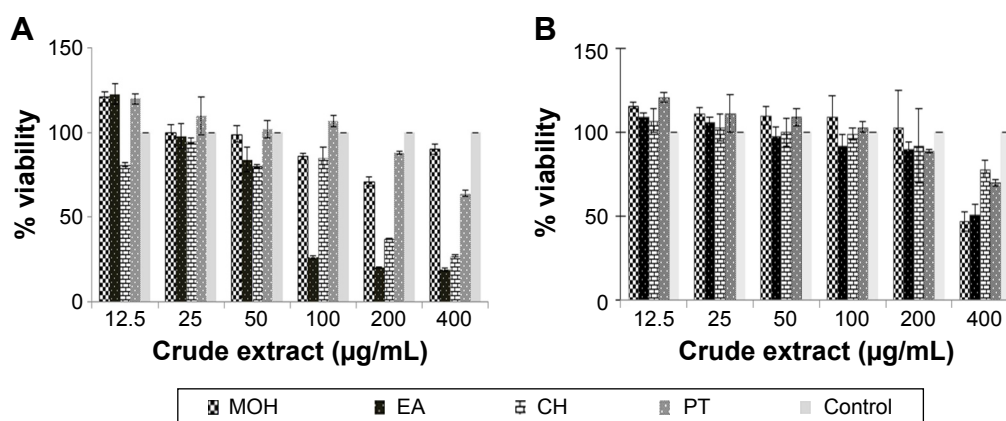 A
B
% viability
150
100
50
0
12.5 25 50 100 200 400
Crude extract (µg/mL)
% viability
150
100
50
0
12.5 25 50 100 200 400
Crude extract (µg/mL)
MOH EA CH PT Control